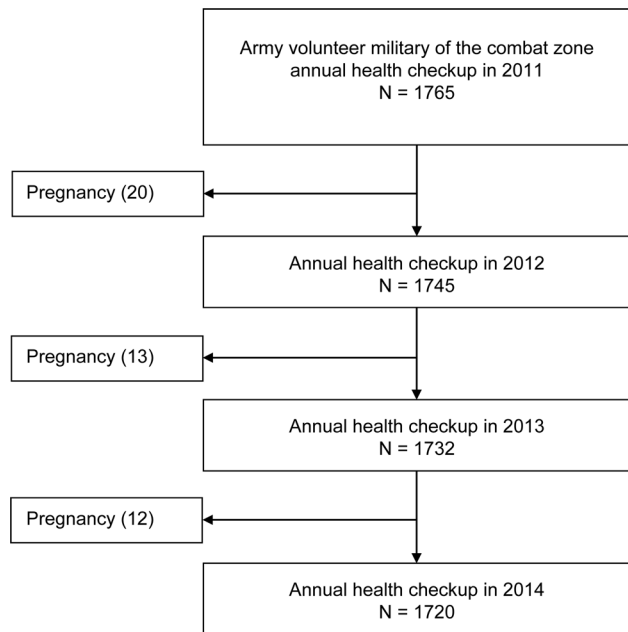 Army volunteer military of the combat zone
annual health checkup in 2011
N = 1765
Pregnancy (20)
Annual health checkup in 2012
N = 1745
Pregnancy (13)
Annual health checkup in 2013
N = 1732
Pregnancy (12)
Annual health checkup in 2014
N = 1720